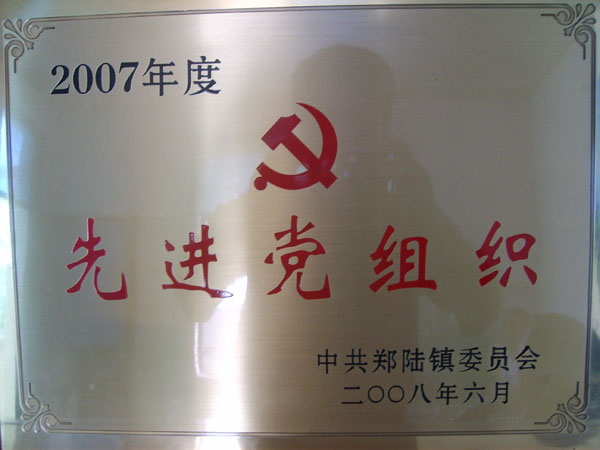 2007年度
先进党组织
中共郑陆镇委员会
二〇〇八年六月